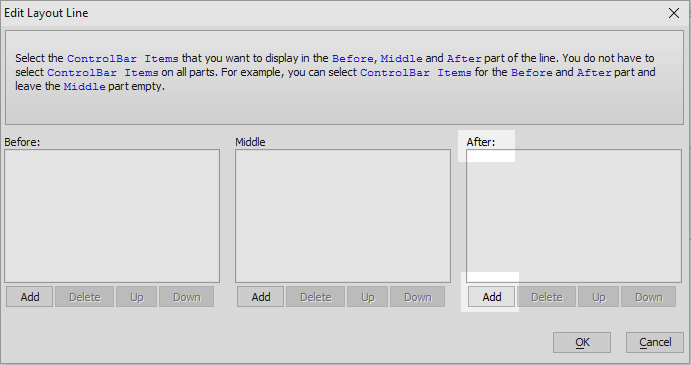 Edit Layout Line
Select the ControlBar Items that you want to display in the Before, Middle and After part of the line. You do not have to
select ControlBar Items on all parts. For example, you can select ControlBar Items for the Before and After part and
leave the Middle part empty.
Before: Middle After:
Add Delete Up Down Add Delete Up Down Add Delete Up Down
OK Cancel